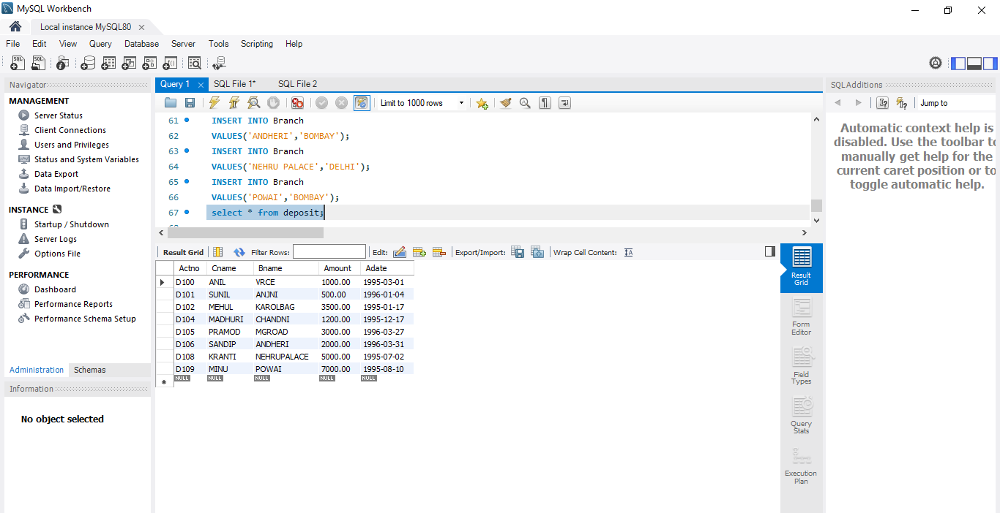 MySQL Workbench
Local instance MySQL80
File Edit View Query Database Server Tools Scripting Help
Navigator
MANAGEMENT
Server Status
Client Connections
Users and Privileges
Status and System Variables
Data Export
Data Import/Restore
INSTANCE
Startup / Shutdown
Server Logs
Options File
PERFORMANCE
Dashboard
Performance Reports
Performance Schema Setup
Administration Schemas
Information
No object selected
Query 1 SQL File 1* SQL File 2
Limit to 1000 rows
61 INSERT INTO Branch
62 VALUES('ANDHERI','BOMBAY');
63 INSERT INTO Branch
64 VALUES('NEHRU PALACE','DELHI');
65 INSERT INTO Branch
66 VALUES('POWAI','BOMBAY');
67 select * from deposit;
Result Grid Filter Rows: Edit: Export/Import: Wrap Cell Content: IA
Actno Cname Bname Amount Adate
D100 ANIL VRCE 1000.00 1995-03-01
D101 SUNIL ANJNI 500.00 1996-01-04
D102 MEHUL KAROLBAG 3500.00 1995-01-17
D104 MADHURI CHANDNI 1200.00 1995-12-17
D105 PRAMOD MGROAD 3000.00 1996-03-27
D106 SANDIP ANDHERI 2000.00 1996-03-31
D108 KRANTI NEHRUPALACE 5000.00 1995-07-02
D109 MINU POWAI 7000.00 1995-08-10
NULL NULL NULL NULL NULL
Result
Grid
Form
Editor
Field
Types
Query
Stats
Execution
Plan
SQLAdditions
Jump to
Automatic context help is
disabled. Use the toolbar to
manually get help for the
current caret position or to
toggle automatic help.